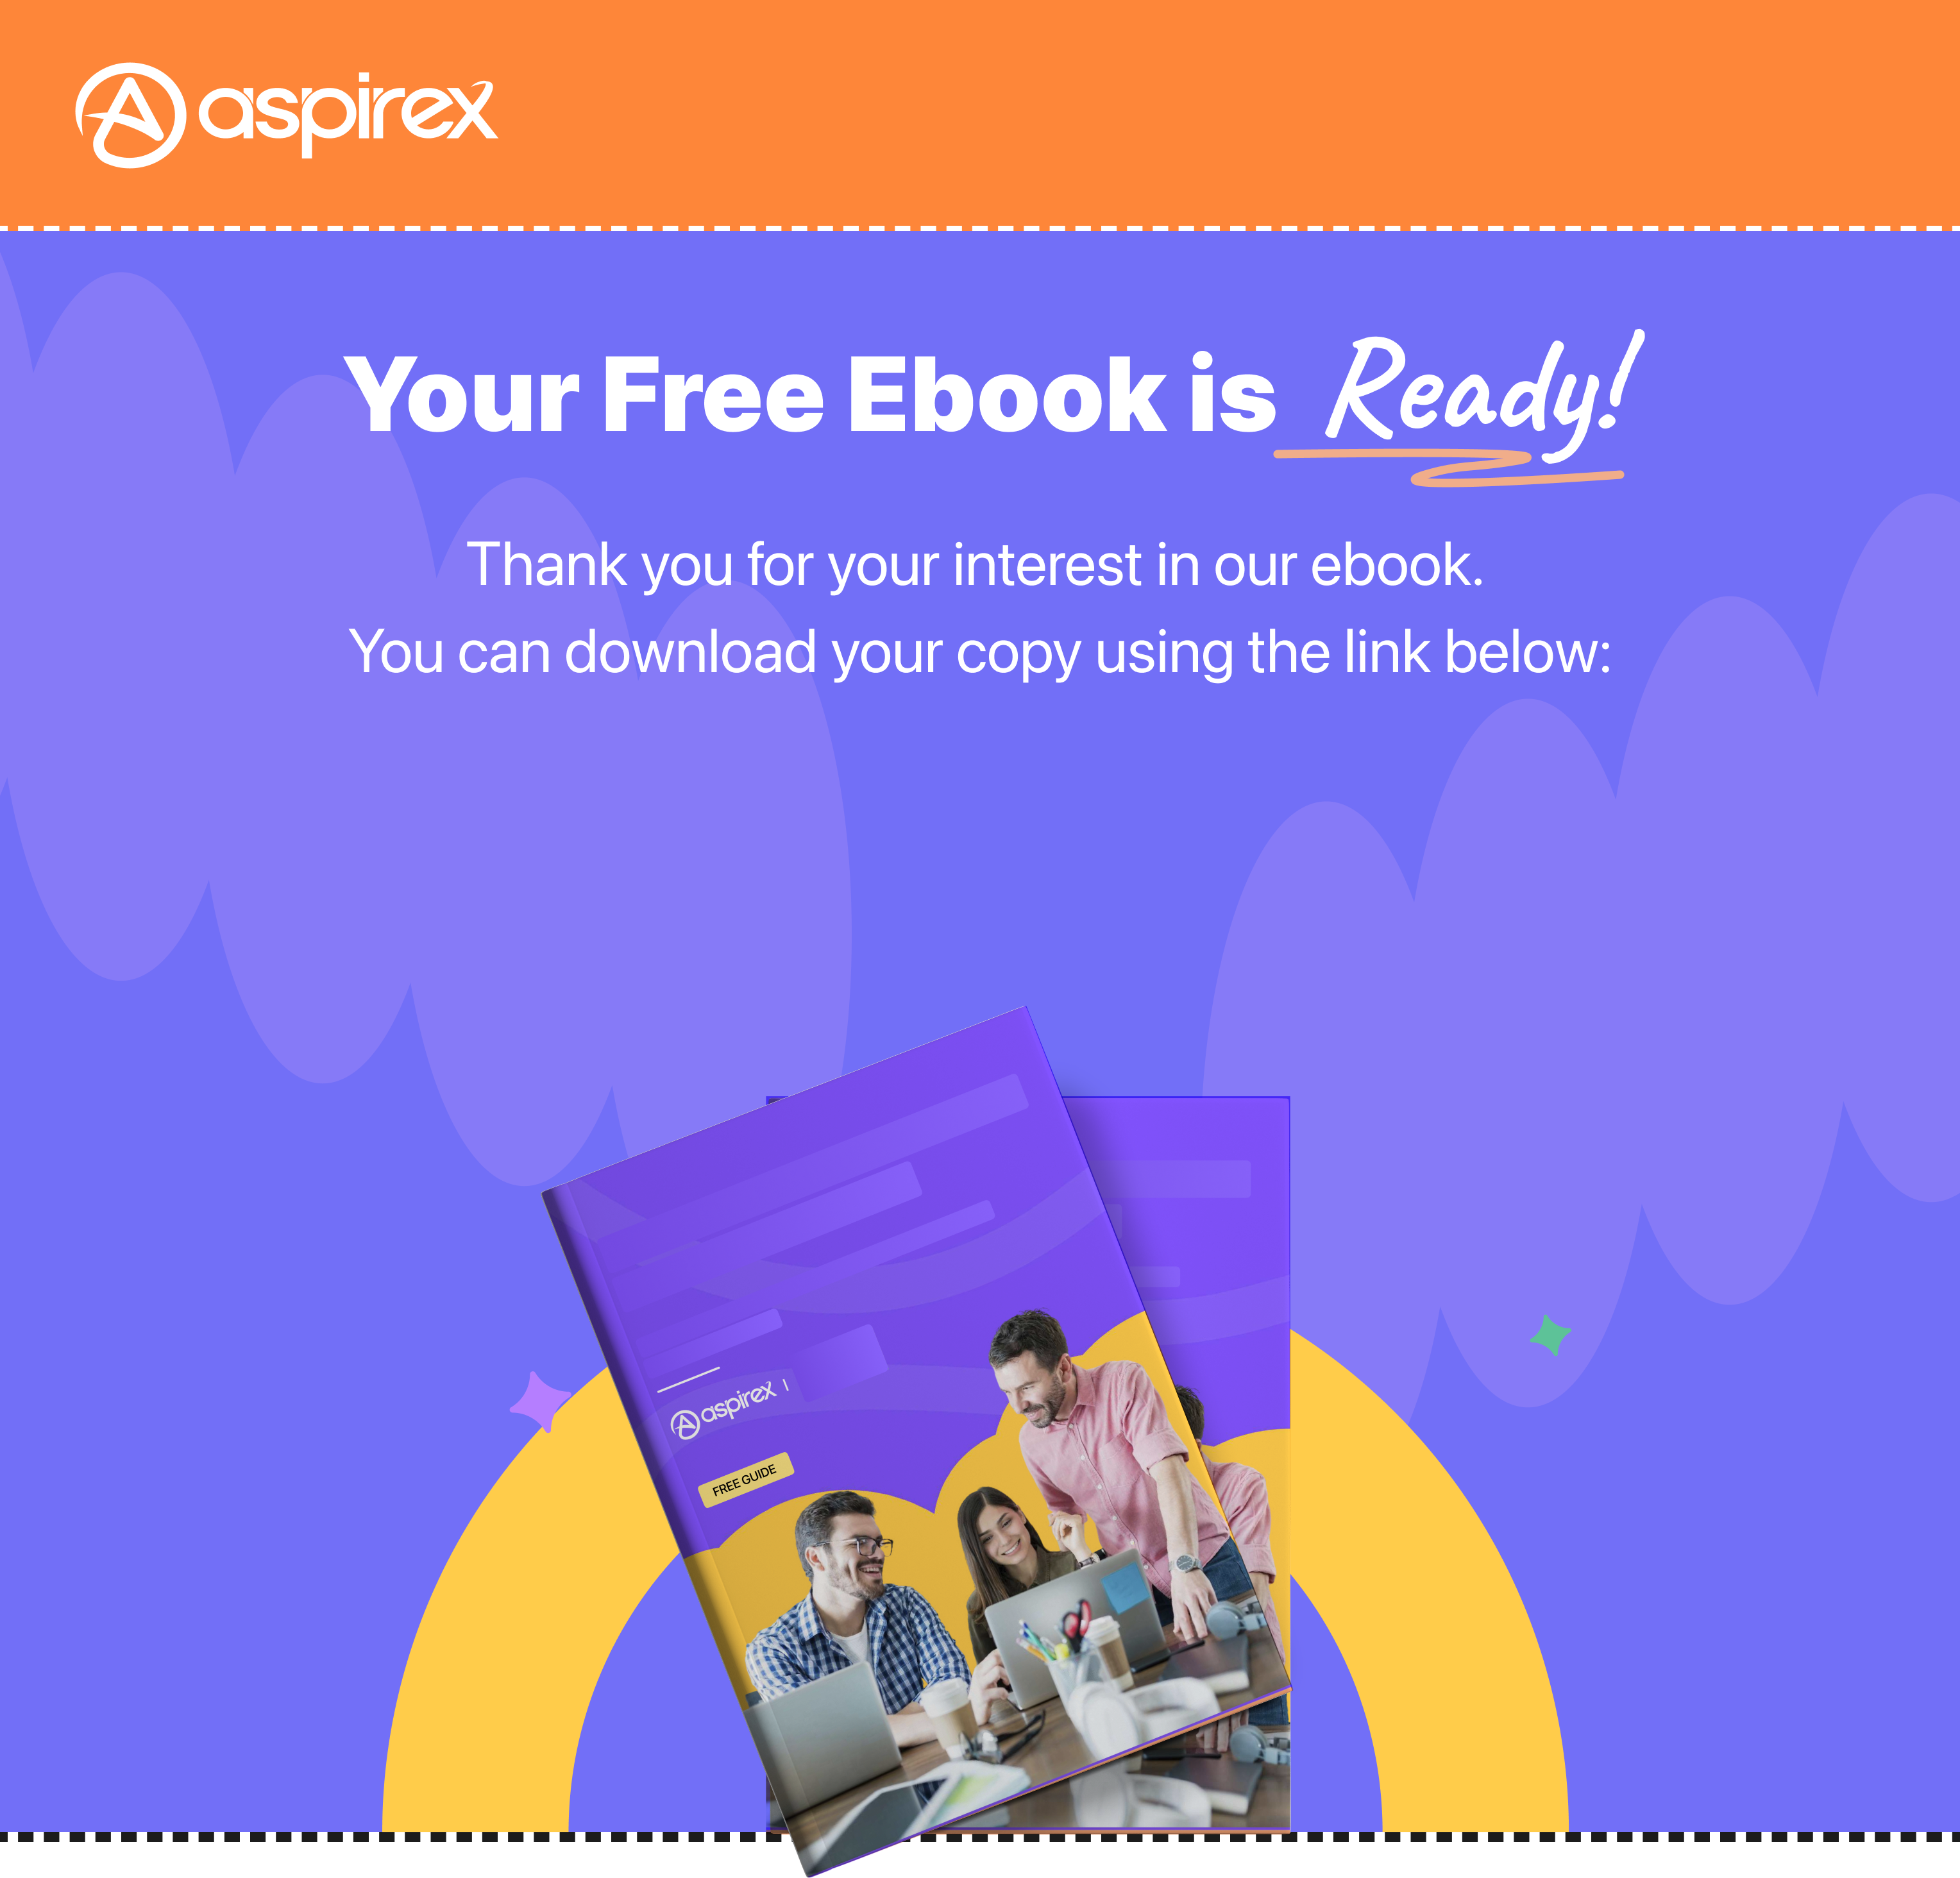 aspirex
Your Free Ebook is Ready!
Thank you for your interest in our ebook.
You can download your copy using the link below:
aspirex |
FREE GUIDE